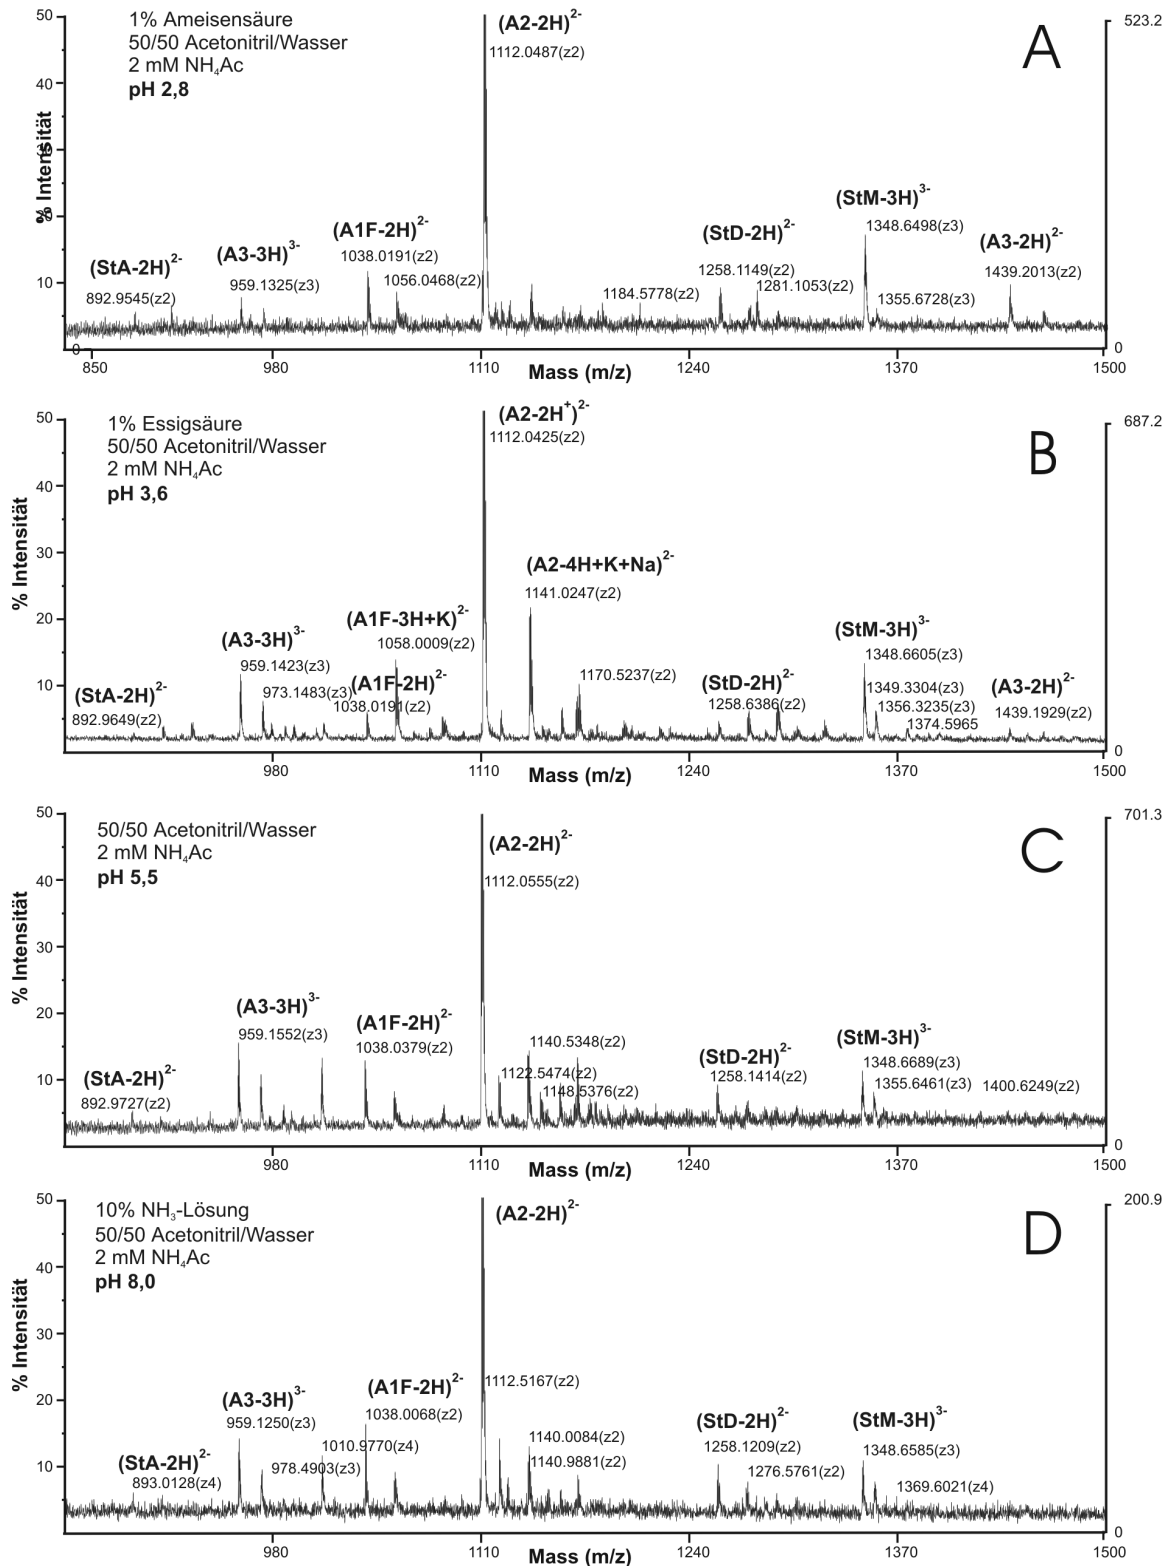 1% Ameisensäure
50/50 Acetonitril/Wasser
2 mM NH₄Ac
pH 2,8
A
523.2
% Intensität
50
40
30
20
10
0
(StA-2H)²⁻
892.9545(z2)
(A3-3H)³⁻
959.1325(z3)
(A1F-2H)²⁻
1038.0191(z2)
1056.0468(z2)
(A2-2H)²⁻
1112.0487(z2)
1184.5778(z2)
(StD-2H)²⁻
1258.1149(z2)
1281.1053(z2)
(StM-3H)³⁻
1348.6498(z3)
1355.6728(z3)
(A3-2H)²⁻
1439.2013(z2)
0
850 980 1110 1240 1370 1500
Mass (m/z)
1% Essigsäure
50/50 Acetonitril/Wasser
2 mM NH₄Ac
pH 3,6
B
687.2
% Intensität
50
40
30
20
10
(StA-2H)²⁻
892.9649(z2)
(A3-3H)³⁻
959.1423(z3)
973.1483(z3)
(A1F-3H+K)²⁻
1058.0009(z2)
(A1F-2H)²⁻
1038.0191(z2)
(A2-2H⁺)²⁻
1112.0425(z2)
(A2-4H+K+Na)²⁻
1141.0247(z2)
1170.5237(z2)
(StD-2H)²⁻
1258.6386(z2)
(StM-3H)³⁻
1348.6605(z3)
1349.3304(z3)
1356.3235(z3)
1374.5965
(A3-2H)²⁻
1439.1929(z2)
0
980 1110 1240 1370 1500
Mass (m/z)
50/50 Acetonitril/Wasser
2 mM NH₄Ac
pH 5,5
C
701.3
% Intensität
50
40
30
20
10
(StA-2H)²⁻
892.9727(z2)
(A3-3H)³⁻
959.1552(z3)
(A1F-2H)²⁻
1038.0379(z2)
(A2-2H)²⁻
1112.0555(z2)
1140.5348(z2)
1122.5474(z2)
1148.5376(z2)
(StD-2H)²⁻
1258.1414(z2)
(StM-3H)³⁻
1348.6689(z3)
1355.6461(z3)
1400.6249(z2)
0
980 1110 1240 1370 1500
Mass (m/z)
10% NH₃-Lösung
50/50 Acetonitril/Wasser
2 mM NH₄Ac
pH 8,0
D
200.9
% Intensität
50
40
30
20
10
(StA-2H)²⁻
893.0128(z4)
(A3-3H)³⁻
959.1250(z3)
978.4903(z3)
1010.9770(z4)
(A1F-2H)²⁻
1038.0068(z2)
(A2-2H)²⁻
1112.5167(z2)
1140.0084(z2)
1140.9881(z2)
(StD-2H)²⁻
1258.1209(z2)
1276.5761(z2)
(StM-3H)³⁻
1348.6585(z3)
1369.6021(z4)
0
980 1110 1240 1370 1500
Mass (m/z)